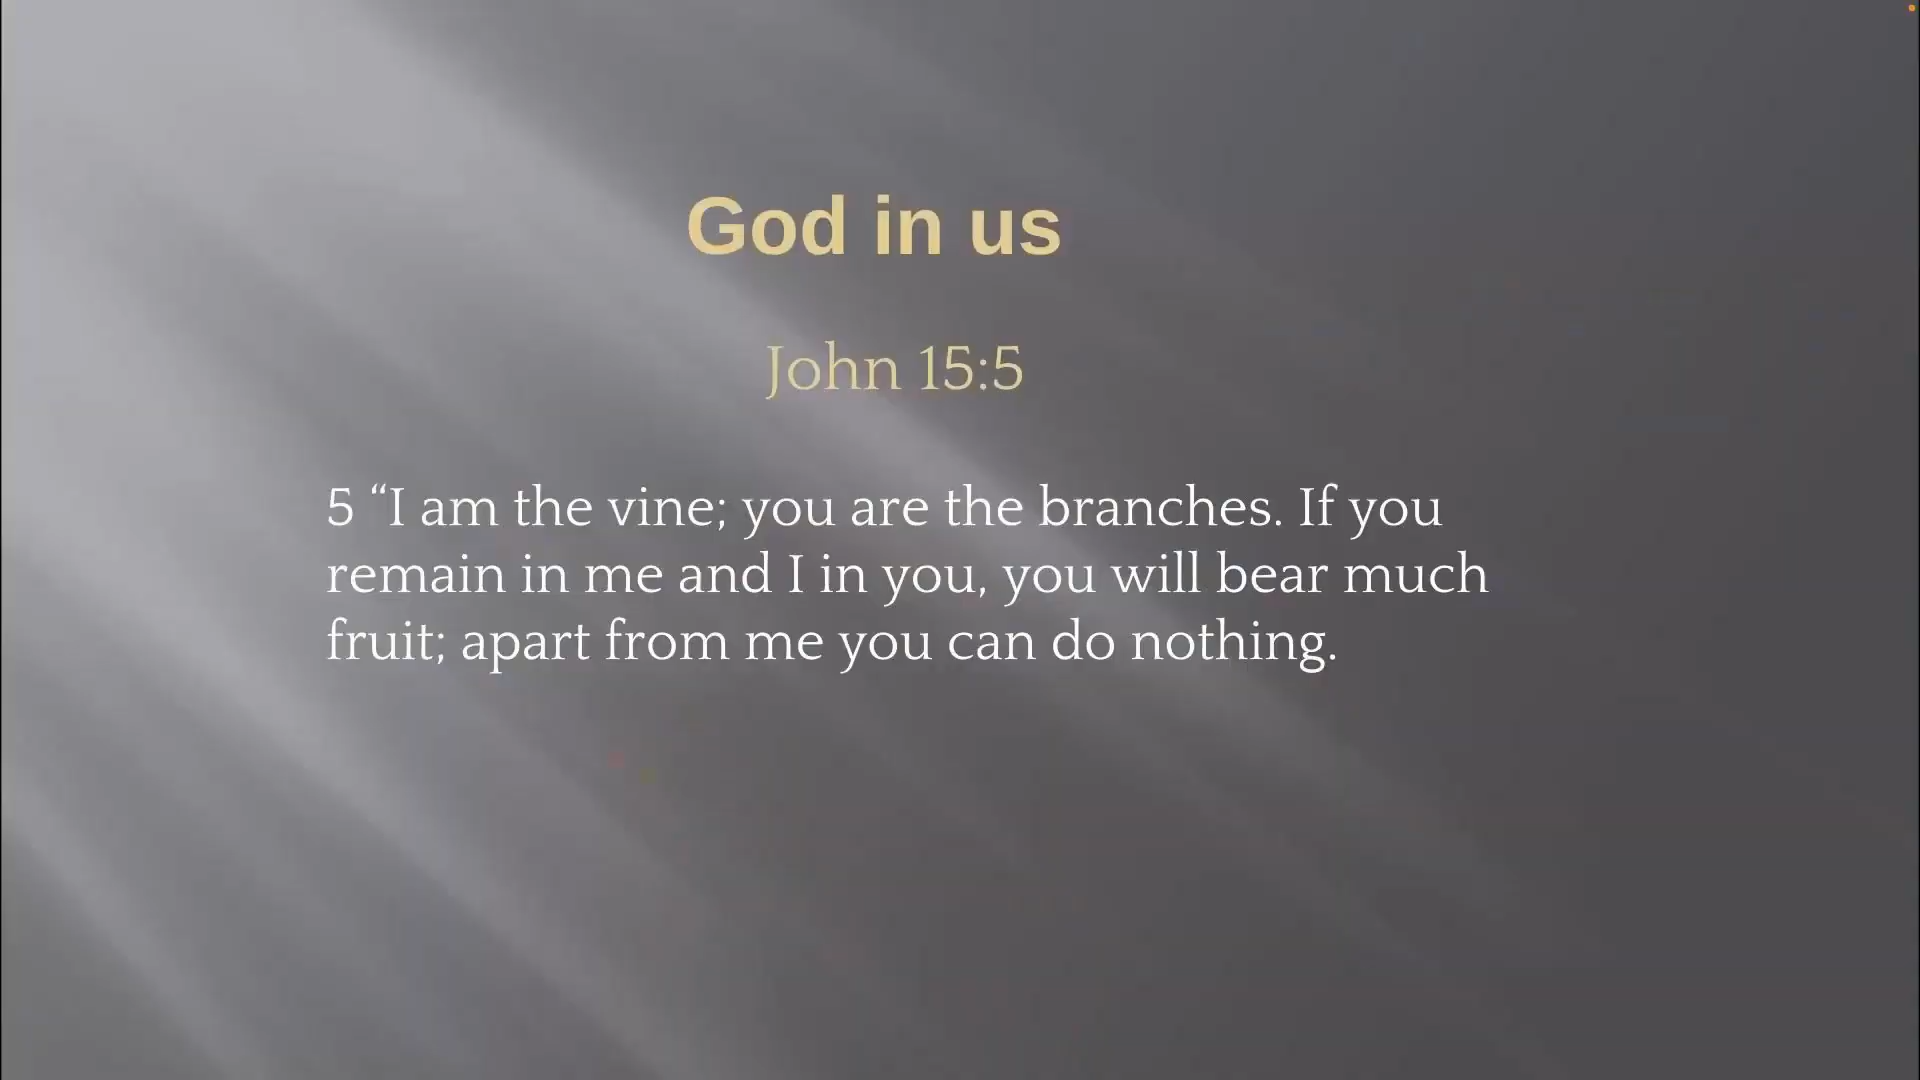 God in us
John 15:5
5 “I am the vine; you are the branches. If you
remain in me and I in you, you will bear much
fruit; apart from me you can do nothing.